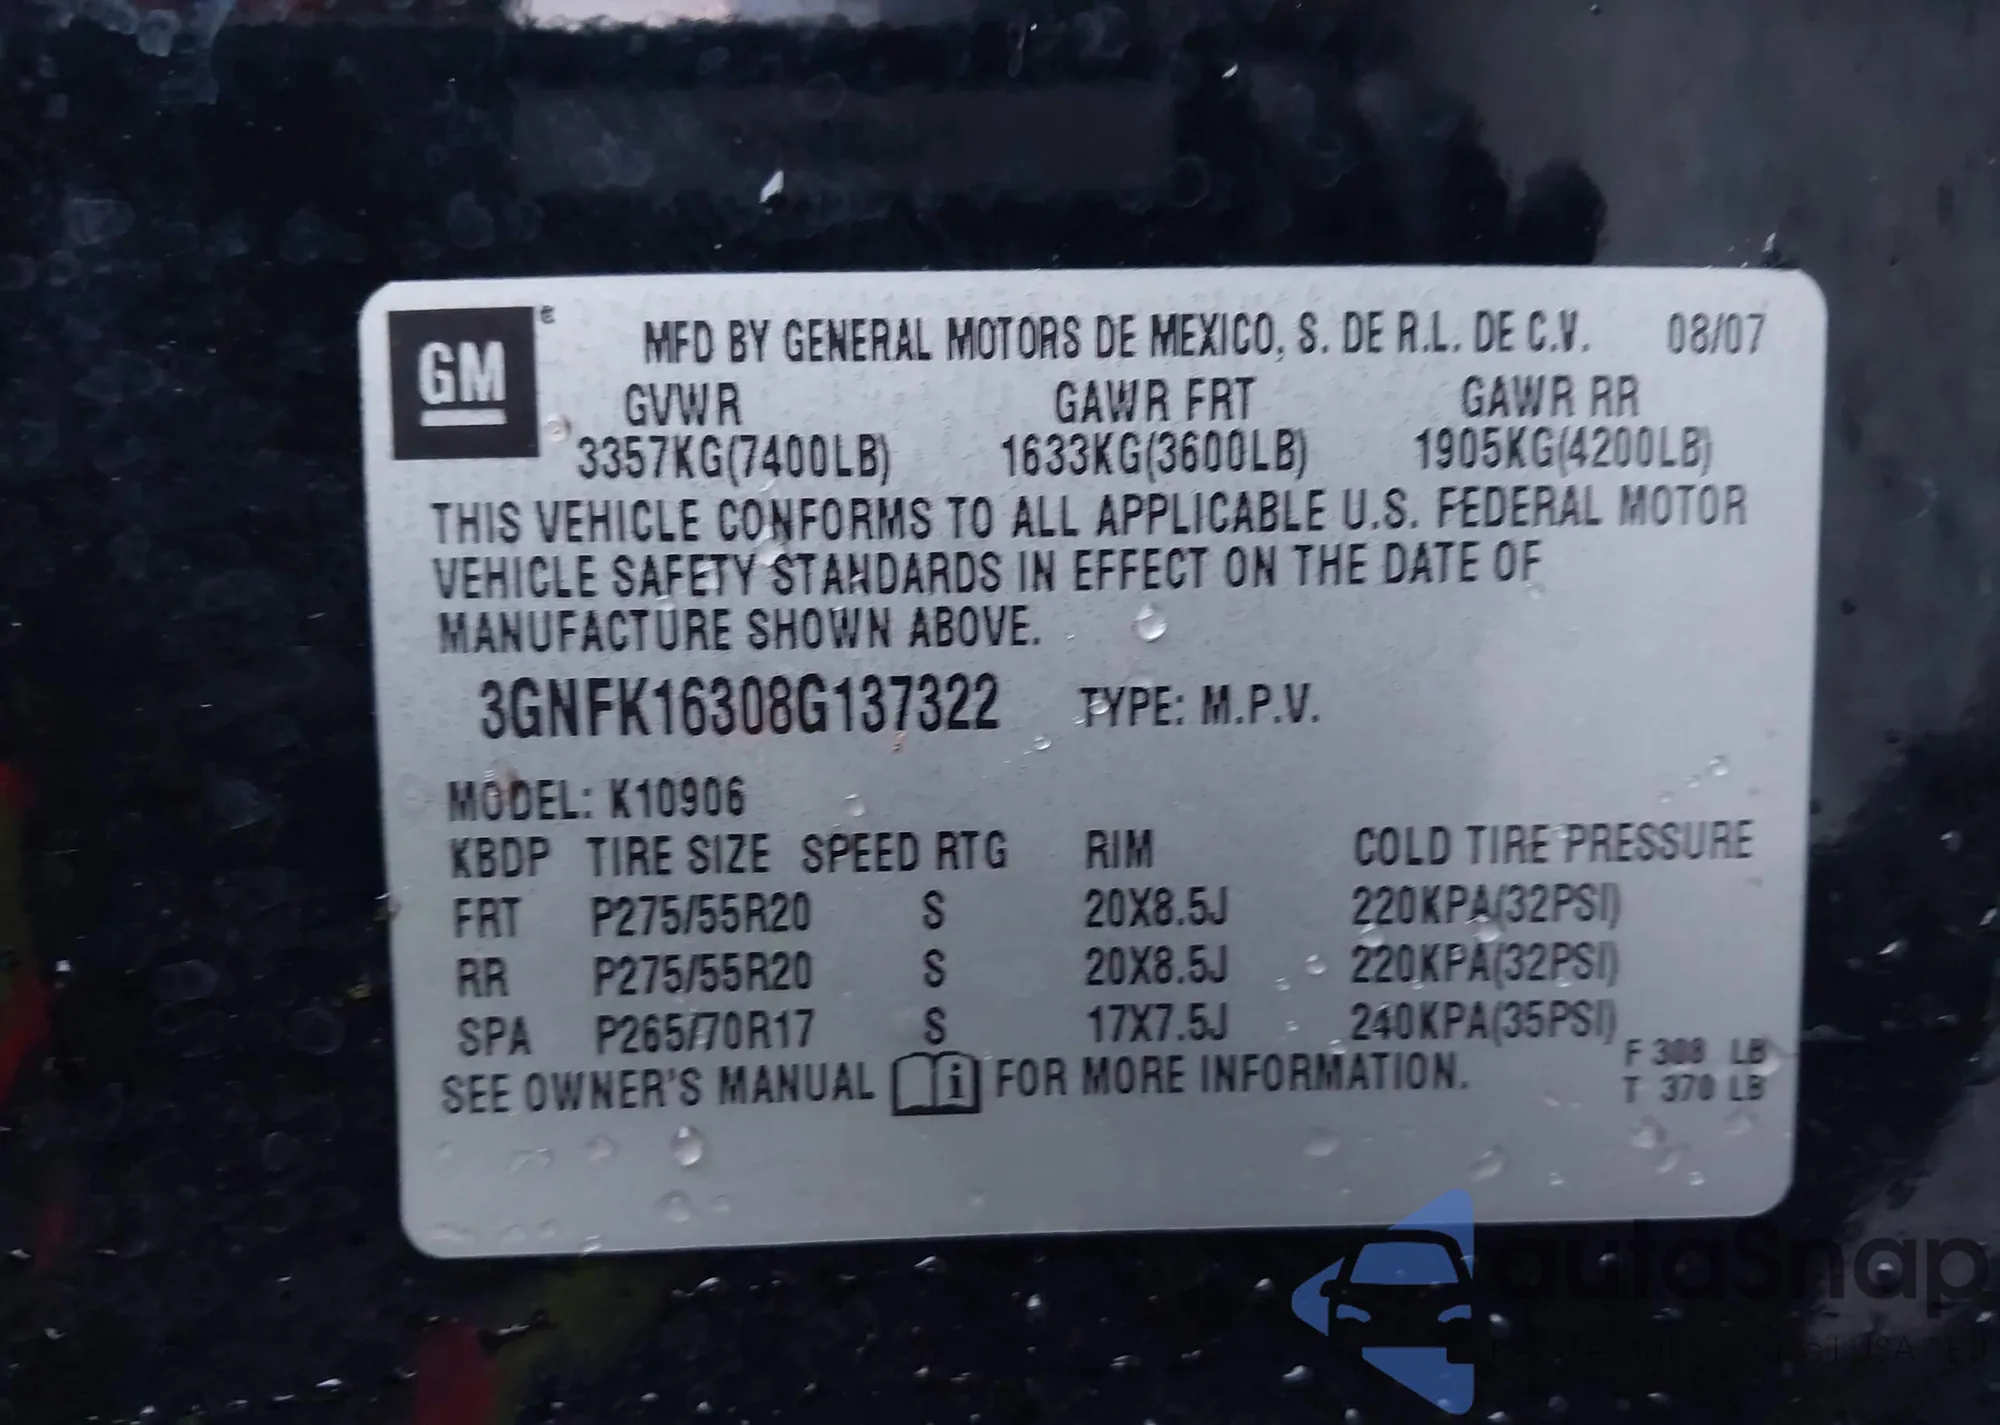 GM
MFD BY GENERAL MOTORS DE MEXICO, S. DE R.L. DE C.V. 08/07
GVWR GAWR FRT GAWR RR
3357KG(7400LB) 1633KG(3600LB) 1905KG(4200LB)
THIS VEHICLE CONFORMS TO ALL APPLICABLE U.S. FEDERAL MOTOR
VEHICLE SAFETY STANDARDS IN EFFECT ON THE DATE OF
MANUFACTURE SHOWN ABOVE.
3GNFK16308G137322 TYPE: M.P.V.
MODEL: K10906
KBDP TIRE SIZE SPEED RTG RIM COLD TIRE PRESSURE
FRT P275/55R20 S 20X8.5J 220KPA(32PSI)
RR P275/55R20 S 20X8.5J 220KPA(32PSI)
SPA P265/70R17 S 17X7.5J 240KPA(35PSI)
SEE OWNER'S MANUAL i FOR MORE INFORMATION.
F 308 LB
T 370 LB
autaSnap